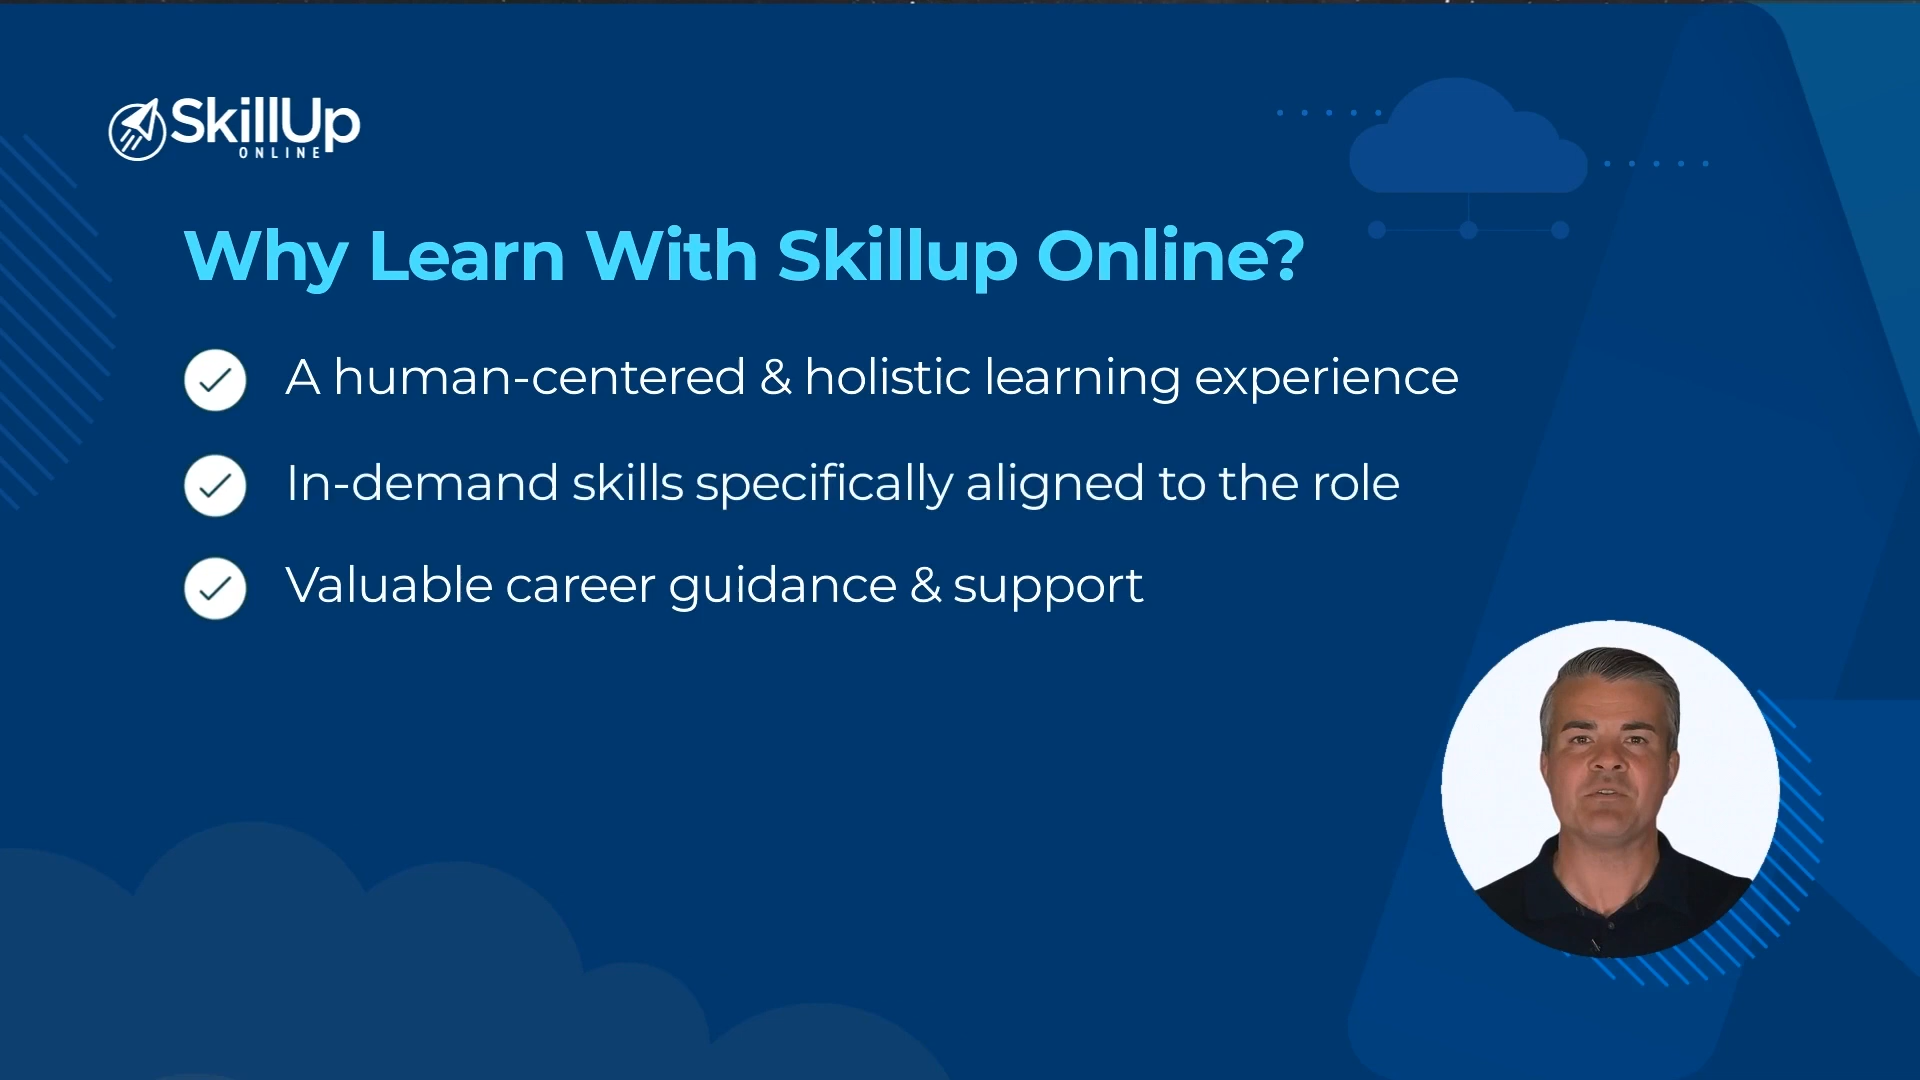 SkillUp
ONLINE
Why Learn With Skillup Online?
A human-centered & holistic learning experience
In-demand skills specifically aligned to the role
Valuable career guidance & support